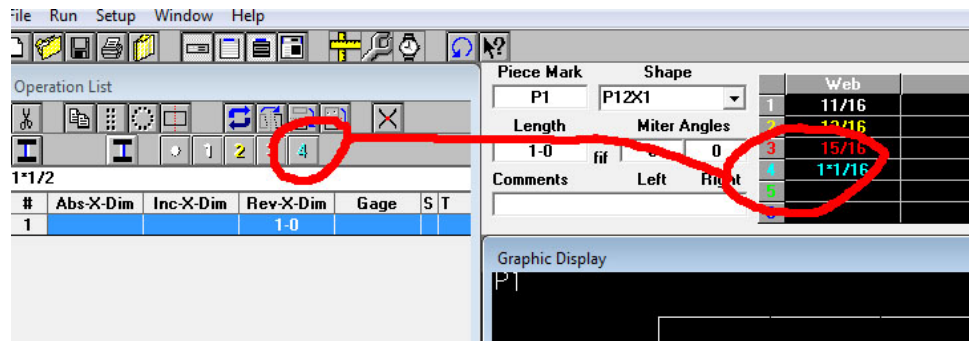 File Run Setup Window Help
Operation List
1 2 4
1*1/2
# Abs-X-Dim Inc-X-Dim Rev-X-Dim Gage S T
1 1-0
Piece Mark Shape
P1 P12X1
Length Miter Angles
1-0 fif 0
Comments Left Right
Web
1 11/16
2 13/16
3 15/16
4 1*1/16
5
6
Graphic Display
P1